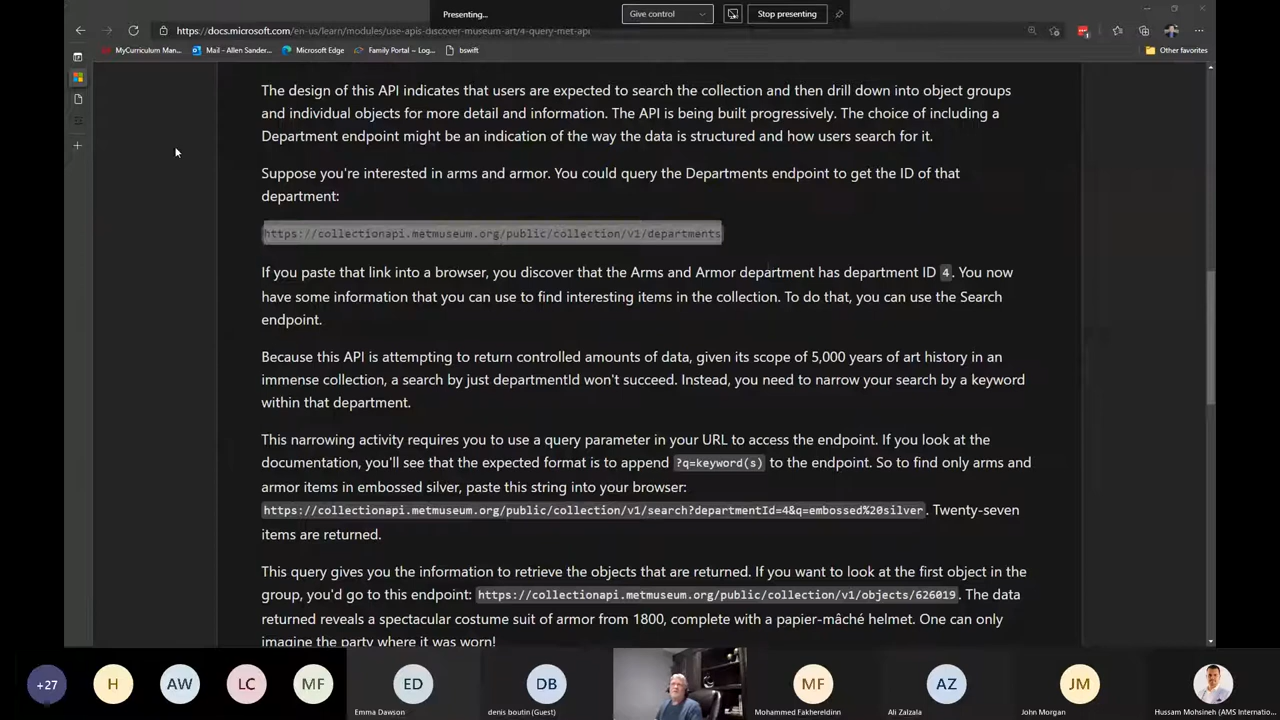 Presenting...
Give control
Stop presenting
https://docs.microsoft.com/en-us/learn/modules/use-apis-discover-museum-art/4-query-met-api
MyCurriculum Man...
Mail - Allen Sander...
Microsoft Edge
Family Portal – Log...
bswift
Other favorites
The design of this API indicates that users are expected to search the collection and then drill down into object groups
and individual objects for more detail and information. The API is being built progressively. The choice of including a
Department endpoint might be an indication of the way the data is structured and how users search for it.
Suppose you're interested in arms and armor. You could query the Departments endpoint to get the ID of that
department:
https://collectionapi.metmuseum.org/public/collection/v1/departments
If you paste that link into a browser, you discover that the Arms and Armor department has department ID 4. You now
have some information that you can use to find interesting items in the collection. To do that, you can use the Search
endpoint.
Because this API is attempting to return controlled amounts of data, given its scope of 5,000 years of art history in an
immense collection, a search by just departmentId won't succeed. Instead, you need to narrow your search by a keyword
within that department.
This narrowing activity requires you to use a query parameter in your URL to access the endpoint. If you look at the
documentation, you'll see that the expected format is to append ?q=keyword(s) to the endpoint. So to find only arms and
armor items in embossed silver, paste this string into your browser:
https://collectionapi.metmuseum.org/public/collection/v1/search?departmentId=4&q=embossed%20silver. Twenty-seven
items are returned.
This query gives you the information to retrieve the objects that are returned. If you want to look at the first object in the
group, you'd go to this endpoint: https://collectionapi.metmuseum.org/public/collection/v1/objects/626019. The data
returned reveals a spectacular costume suit of armor from 1800, complete with a papier-mâché helmet. One can only
imagine the party where it was worn!
+27
H
AW
LC
MF
ED
DB
MF
AZ
JM
Emma Dawson
denis boutin (Guest)
Mohammed Fakhereldinn
Ali Zalzala
John Morgan
Hussam Mohsineh (AMS Internatio...